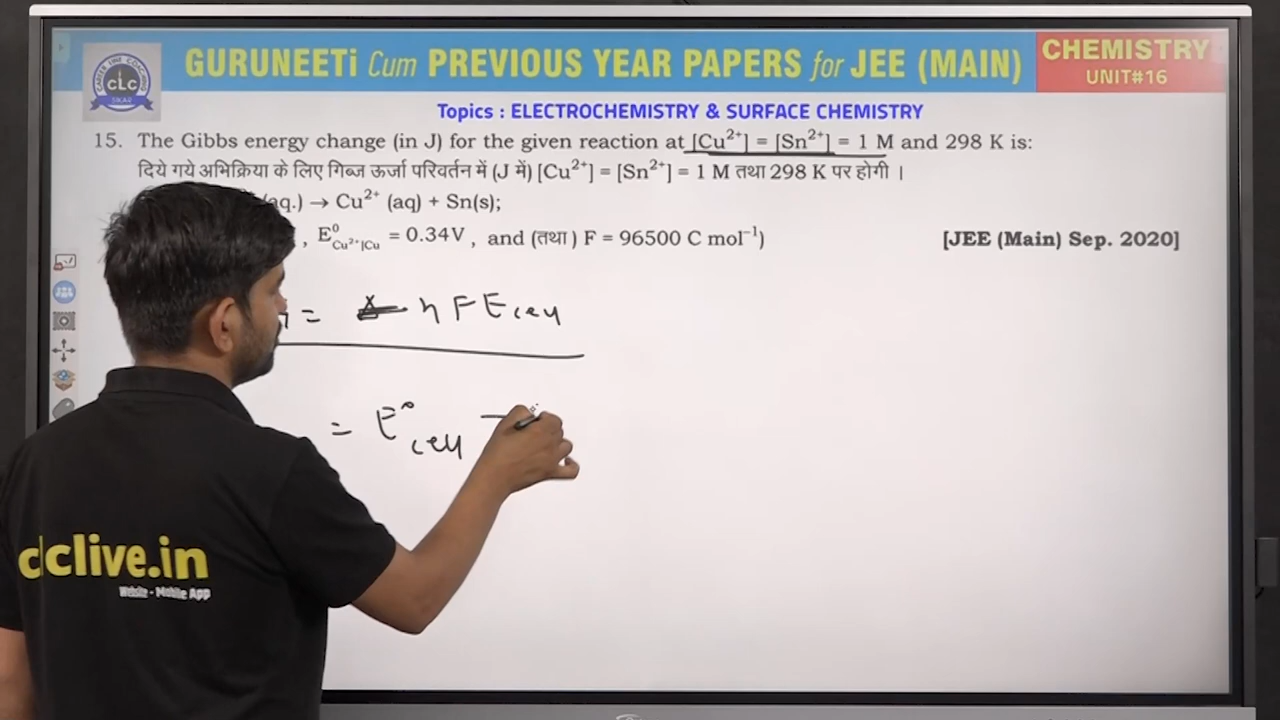 GURUNEETi Cum PREVIOUS YEAR PAPERS for JEE (MAIN)
CHEMISTRY
UNIT#16
CLC
SIKAR
Topics : ELECTROCHEMISTRY & SURFACE CHEMISTRY
15. The Gibbs energy change (in J) for the given reaction at [Cu²⁺] = [Sn²⁺] = 1 M and 298 K is:
दिये गये अभिक्रिया के लिए गिब्ज ऊर्जा परिवर्तन में (J में) [Cu²⁺] = [Sn²⁺] = 1 M तथा 298 K पर होगी ।
(aq.) → Cu²⁺ (aq) + Sn(s);
, E⁰Cu²⁺|Cu = 0.34V , and (तथा ) F = 96500 C mol⁻¹)
[JEE (Main) Sep. 2020]
= n F E cell
= E° cell –
clclive.in
Website - Mobile App